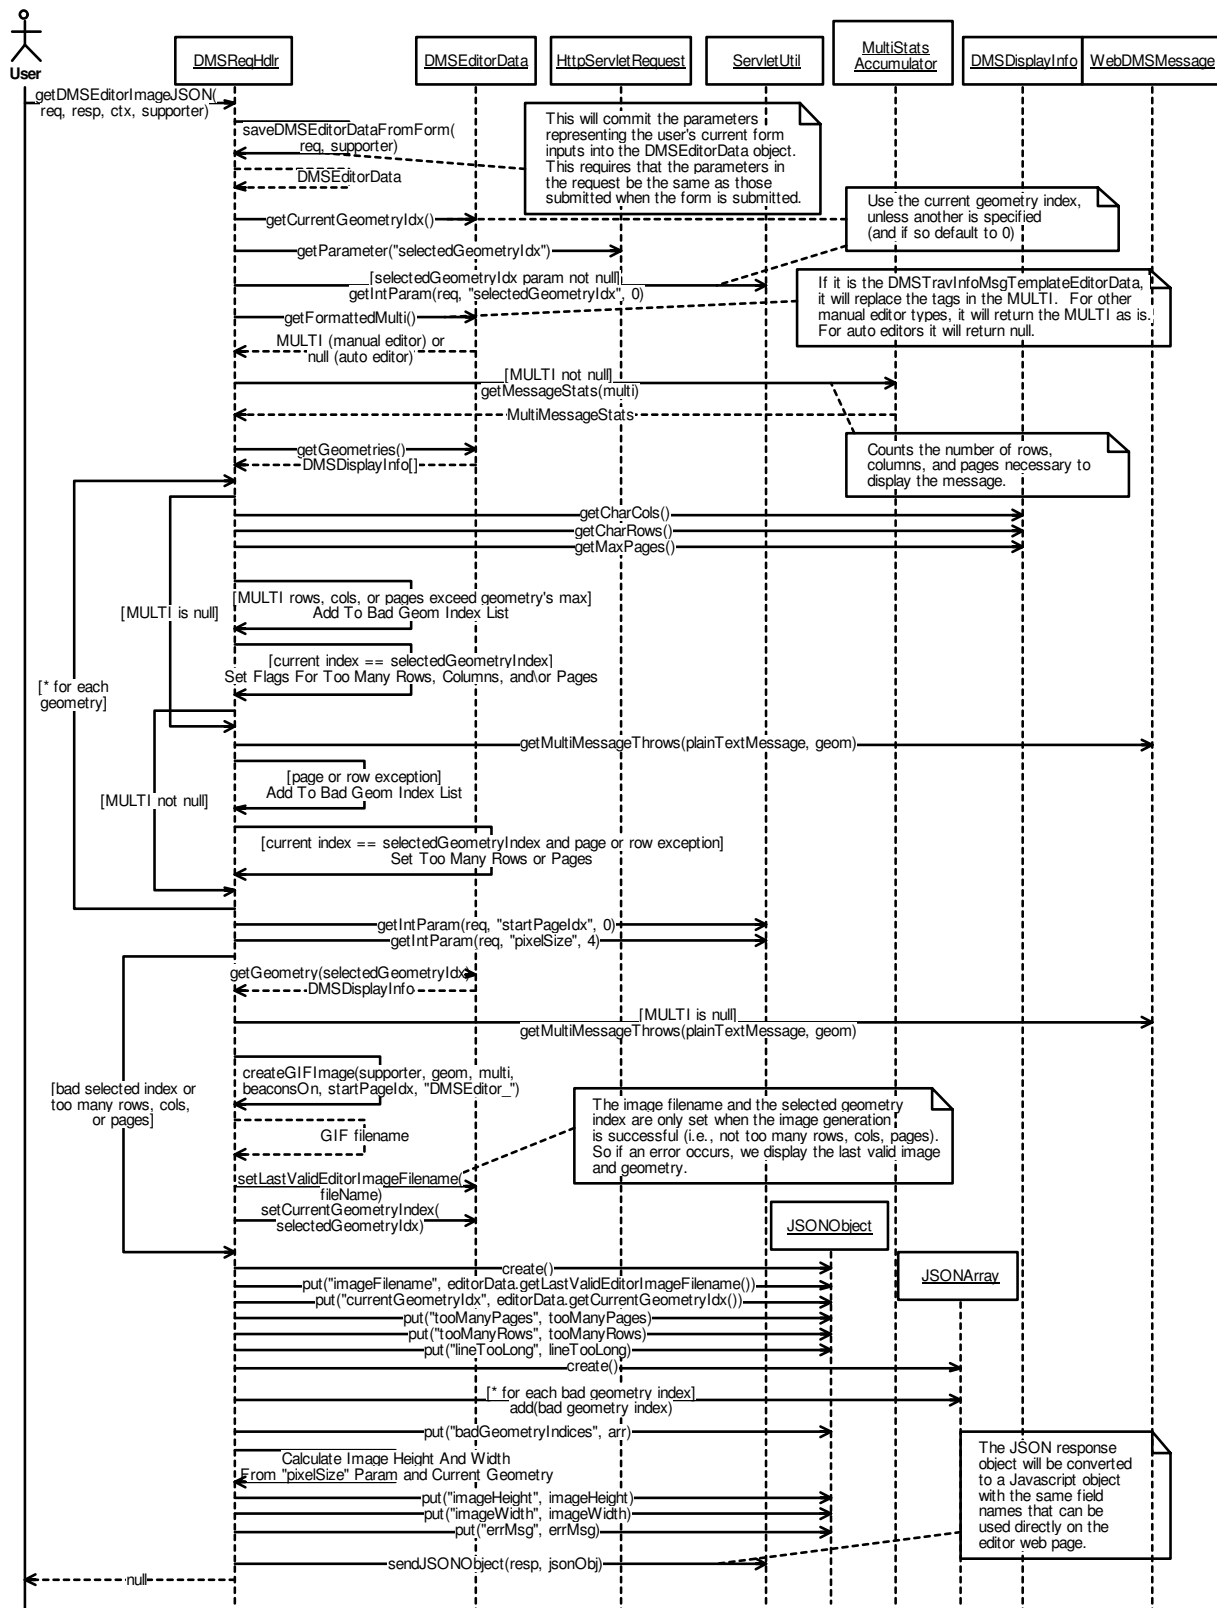 User
DMSReqHdlr
DMSEditorData
HttpServletRequest
ServletUtil
MultiStats
Accumulator
DMSDisplayInfo
WebDMSMessage
getDMSEditorImageJSON(
req, resp, ctx, supporter)
This will commit the parameters
representing the user's current form
inputs into the DMSEditorData object.
This requires that the parameters in
the request be the same as those
submitted when the form is submitted.
saveDMSEditorDataFromForm(
req, supporter)
DMSEditorData
Use the current geometry index,
unless another is specified
(and if so default to 0)
getCurrentGeometryIdx()
getParameter("selectedGeometryIdx")
[selectedGeometryIdx param not null]
getIntParam(req, "selectedGeometryIdx", 0)
If it is the DMSTravInfoMsgTemplateEditorData,
it will replace the tags in the MULTI.  For other
manual editor types, it will return the MULTI as is.
For auto editors it will return null.
getFormattedMulti()
MULTI (manual editor) or
null (auto editor)
[MULTI not null]
getMessageStats(multi)
MultiMessageStats
Counts the number of rows,
columns, and pages necessary to
display the message.
getGeometries()
DMSDisplayInfo[]
getCharCols()
getCharRows()
getMaxPages()
[MULTI rows, cols, or pages exceed geometry's max]
Add To Bad Geom Index List
[MULTI is null]
[current index == selectedGeometryIndex]
Set Flags For Too Many Rows, Columns, and\or Pages
[* for each
geometry]
getMultiMessageThrows(plainTextMessage, geom)
[page or row exception]
Add To Bad Geom Index List
[MULTI not null]
[current index == selectedGeometryIndex and page or row exception]
Set Too Many Rows or Pages
getIntParam(req, "startPageIdx", 0)
getIntParam(req, "pixelSize", 4)
getGeometry(selectedGeometryIdx)
DMSDisplayInfo
[MULTI is null]
getMultiMessageThrows(plainTextMessage, geom)
createGIFImage(supporter, geom, multi,
beaconsOn, startPageIdx, "DMSEditor_")
[bad selected index or
too many rows, cols,
or pages]
GIF filename
The image filename and the selected geometry
index are only set when the image generation
is successful (i.e., not too many rows, cols, pages).
So if an error occurs, we display the last valid image
and geometry.
setLastValidEditorImageFilename(
fileName)
setCurrentGeometryIndex(
selectedGeometryIdx)
JSONObject
create()
JSONArray
put("imageFilename", editorData.getLastValidEditorImageFilename())
put("currentGeometryIdx", editorData.getCurrentGeometryIdx())
put("tooManyPages", tooManyPages)
put("tooManyRows", tooManyRows)
put("lineTooLong", lineTooLong)
create()
[* for each bad geometry index]
add(bad geometry index)
put("badGeometryIndices", arr)
Calculate Image Height And Width
From "pixelSize" Param and Current Geometry
The JSON response
object will be converted
to a Javascript object
with the same field
names that can be
used directly on the
editor web page.
put("imageHeight", imageHeight)
put("imageWidth", imageWidth)
put("errMsg", errMsg)
sendJSONObject(resp, jsonObj)
null